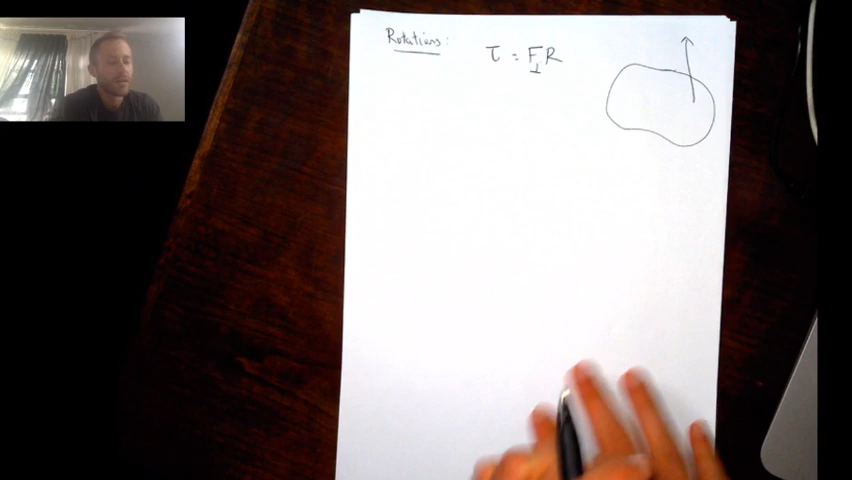 Rotations:
τ = F⊥R